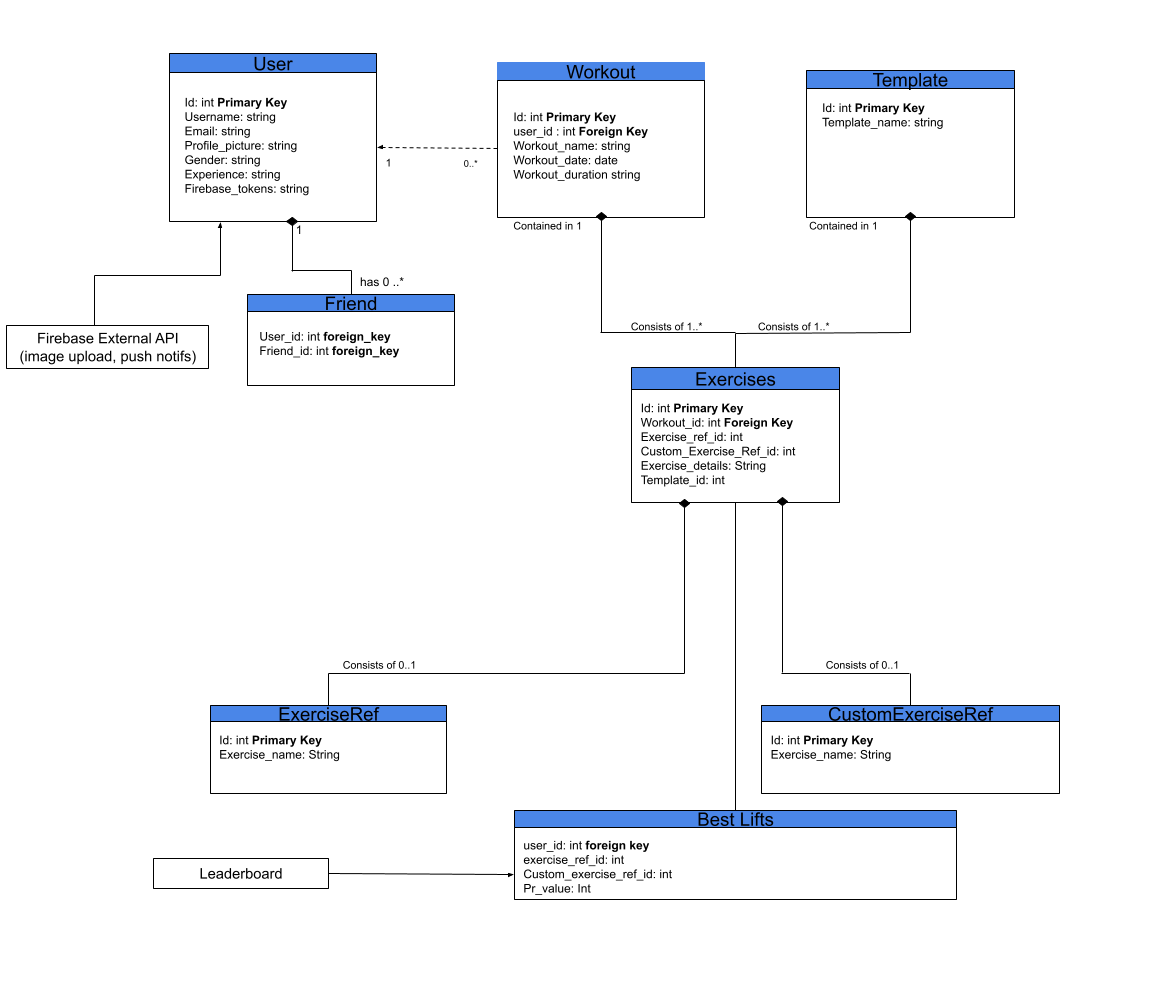 User
Id: int Primary Key
Username: string
Email: string
Profile_picture: string
Gender: string
Experience: string
Firebase_tokens: string
1
0..*
Workout
Id: int Primary Key
user_id : int Foreign Key
Workout_name: string
Workout_date: date
Workout_duration string
Template
Id: int Primary Key
Template_name: string
1
has 0 ..*
Contained in 1
Contained in 1
Firebase External API
(image upload, push notifs)
Friend
User_id: int foreign_key
Friend_id: int foreign_key
Consists of 1..*
Consists of 1..*
Exercises
Id: int Primary Key
Workout_id: int Foreign Key
Exercise_ref_id: int
Custom_Exercise_Ref_id: int
Exercise_details: String
Template_id: int
Consists of 0..1
Consists of 0..1
ExerciseRef
Id: int Primary Key
Exercise_name: String
CustomExerciseRef
Id: int Primary Key
Exercise_name: String
Best Lifts
user_id: int foreign key
exercise_ref_id: int
Custom_exercise_ref_id: int
Pr_value: Int
Leaderboard